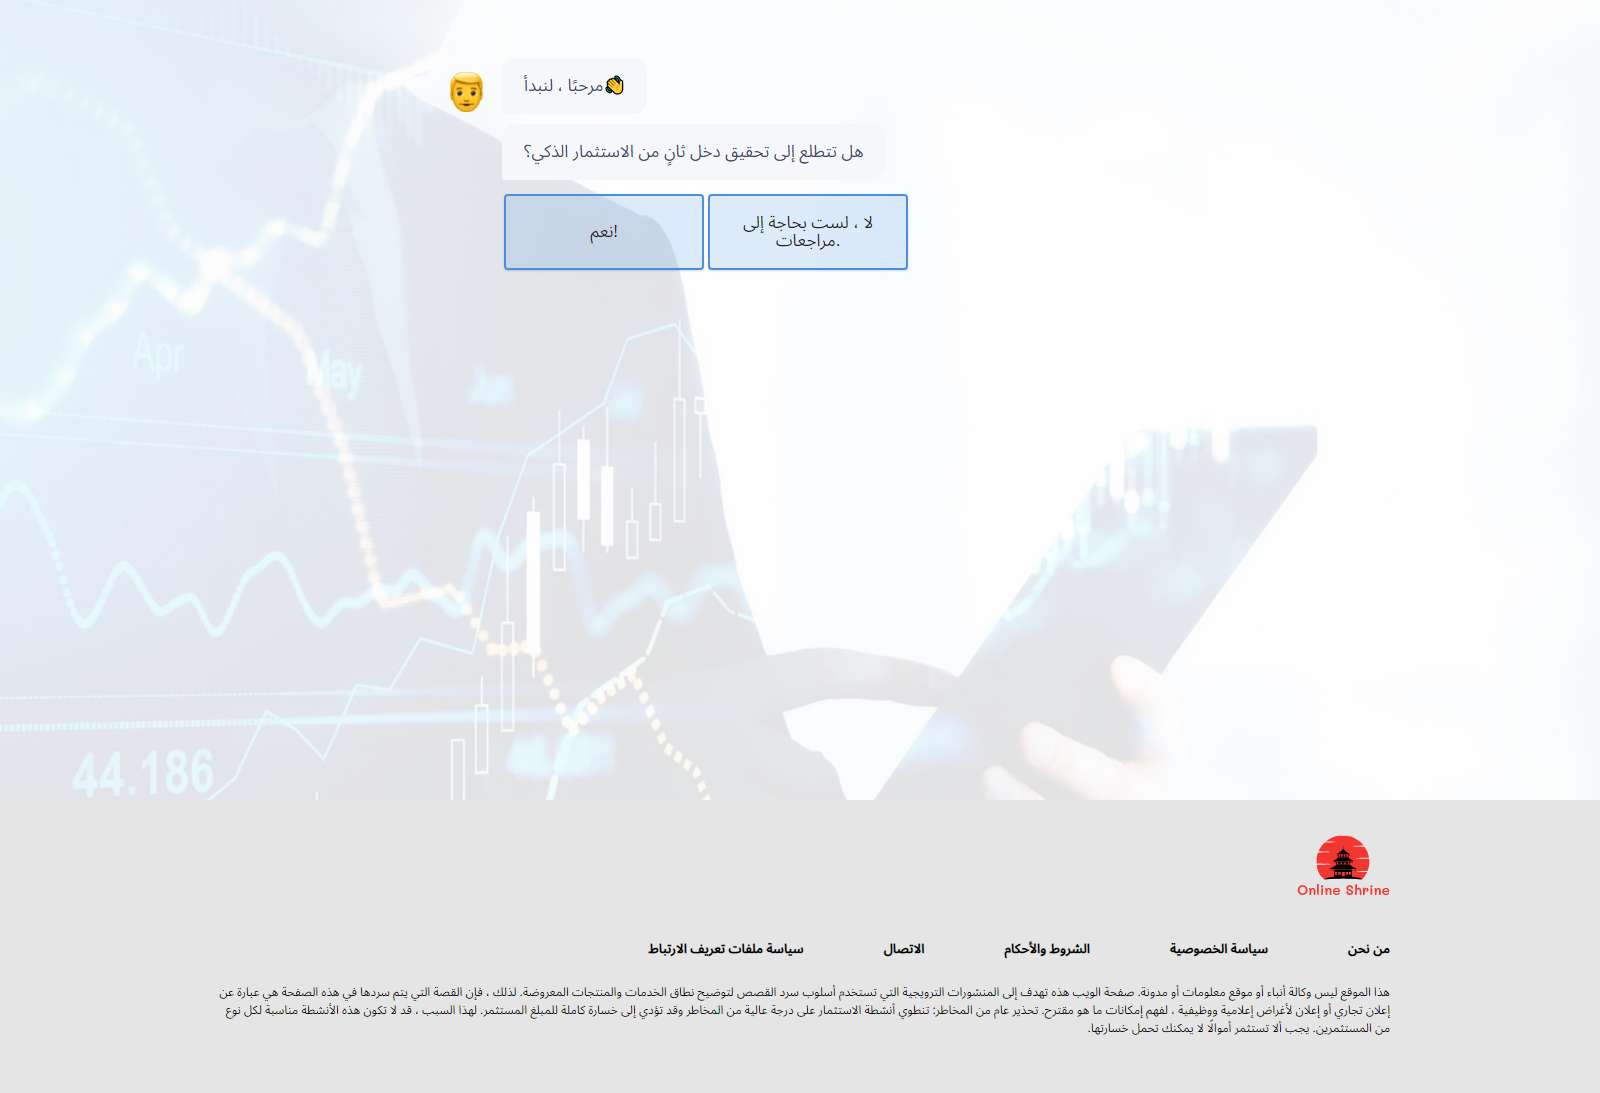 مرحبًا ، لنبدأ👏
هل تتطلع إلى تحقيق دخل ثانٍ من الاستثمار الذكي؟
نعم!
لا ، لست بحاجة إلى
مراجعات.
Apr
May
Jun
44.186
Online Shrine
من نحن
سياسة الخصوصية
الشروط والأحكام
الاتصال
سياسة ملفات تعريف الارتباط
هذا الموقع ليس وكالة أنباء أو موقع معلومات أو مدونة. صفحة الويب هذه تهدف إلى المنشورات الترويجية التي تستخدم أسلوب سرد القصص لتوضيح نطاق الخدمات والمنتجات المعروضة. لذلك ، فإن القصة التي يتم سردها في هذه الصفحة هي عبارة عن
إعلان تجاري أو إعلان لأغراض إعلامية ووظيفية ، لفهم إمكانات ما هو مقترح. تحذير عام من المخاطر: تنطوي أنشطة الاستثمار على درجة عالية من المخاطر وقد تؤدي إلى خسارة كاملة للمبلغ المستثمر. لهذا السبب ، قد لا تكون هذه الأنشطة مناسبة لكل نوع
من المستثمرين. يجب ألا تستثمر أموالًا لا يمكنك تحمل خسارتها.